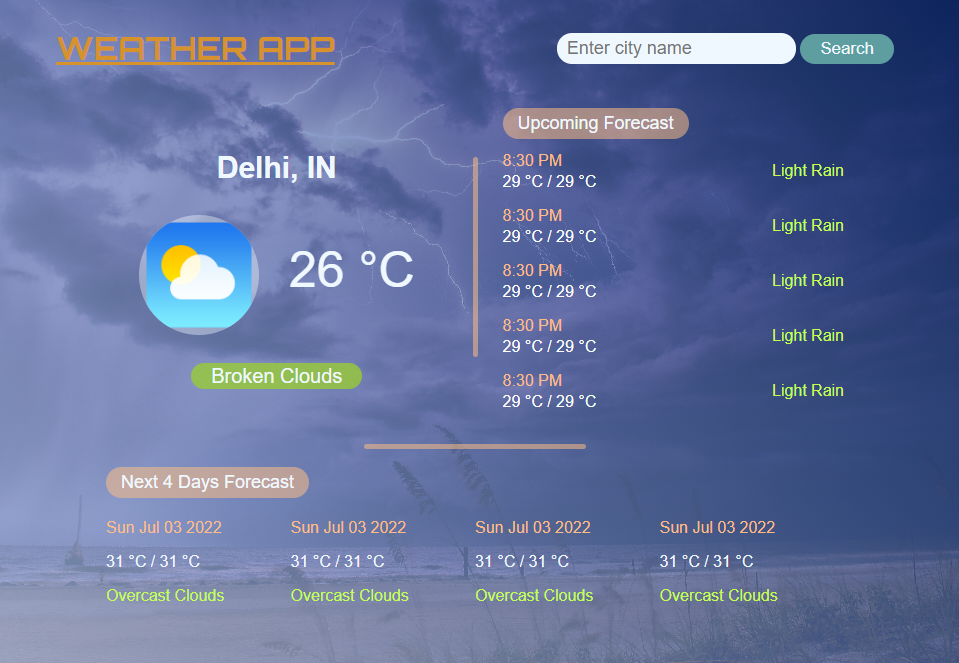 WEATHER APP
Enter city name
Search
Delhi, IN
26 °C
Broken Clouds
Upcoming Forecast
8:30 PM
29 °C / 29 °C
Light Rain
8:30 PM
29 °C / 29 °C
Light Rain
8:30 PM
29 °C / 29 °C
Light Rain
8:30 PM
29 °C / 29 °C
Light Rain
8:30 PM
29 °C / 29 °C
Light Rain
Next 4 Days Forecast
Sun Jul 03 2022
31 °C / 31 °C
Overcast Clouds
Sun Jul 03 2022
31 °C / 31 °C
Overcast Clouds
Sun Jul 03 2022
31 °C / 31 °C
Overcast Clouds
Sun Jul 03 2022
31 °C / 31 °C
Overcast Clouds